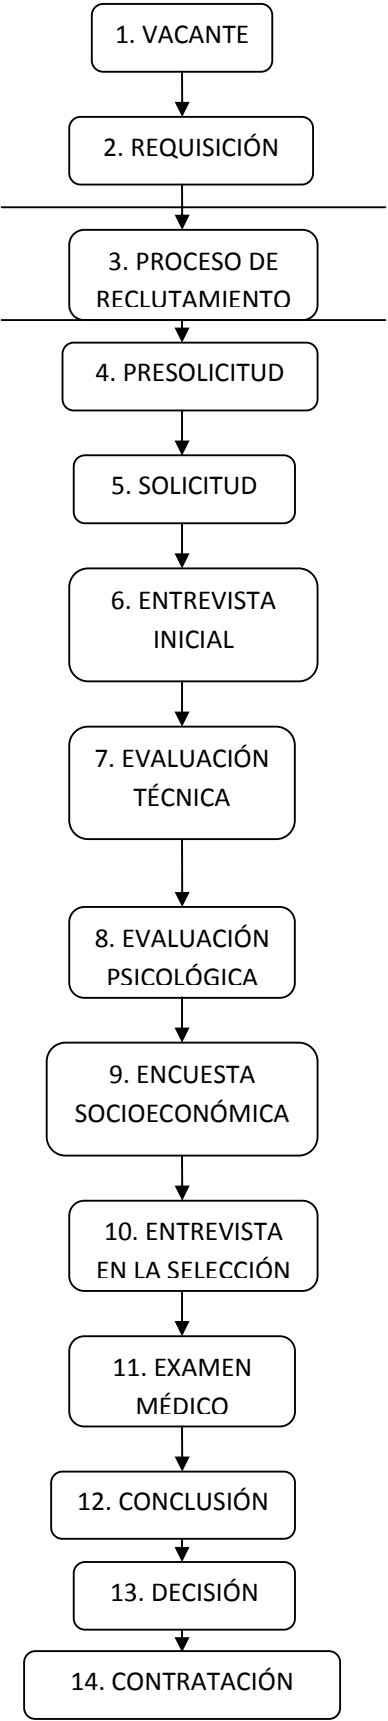 1. VACANTE
2. REQUISICIÓN
3. PROCESO DE
RECLUTAMIENTO
4. PRESOLICITUD
5. SOLICITUD
6. ENTREVISTA
INICIAL
7. EVALUACIÓN
TÉCNICA
8. EVALUACIÓN
PSICOLÓGICA
9. ENCUESTA
SOCIOECONÓMICA
10. ENTREVISTA
EN LA SELECCIÓN
11. EXAMEN
MÉDICO
12. CONCLUSIÓN
13. DECISIÓN
14. CONTRATACIÓN